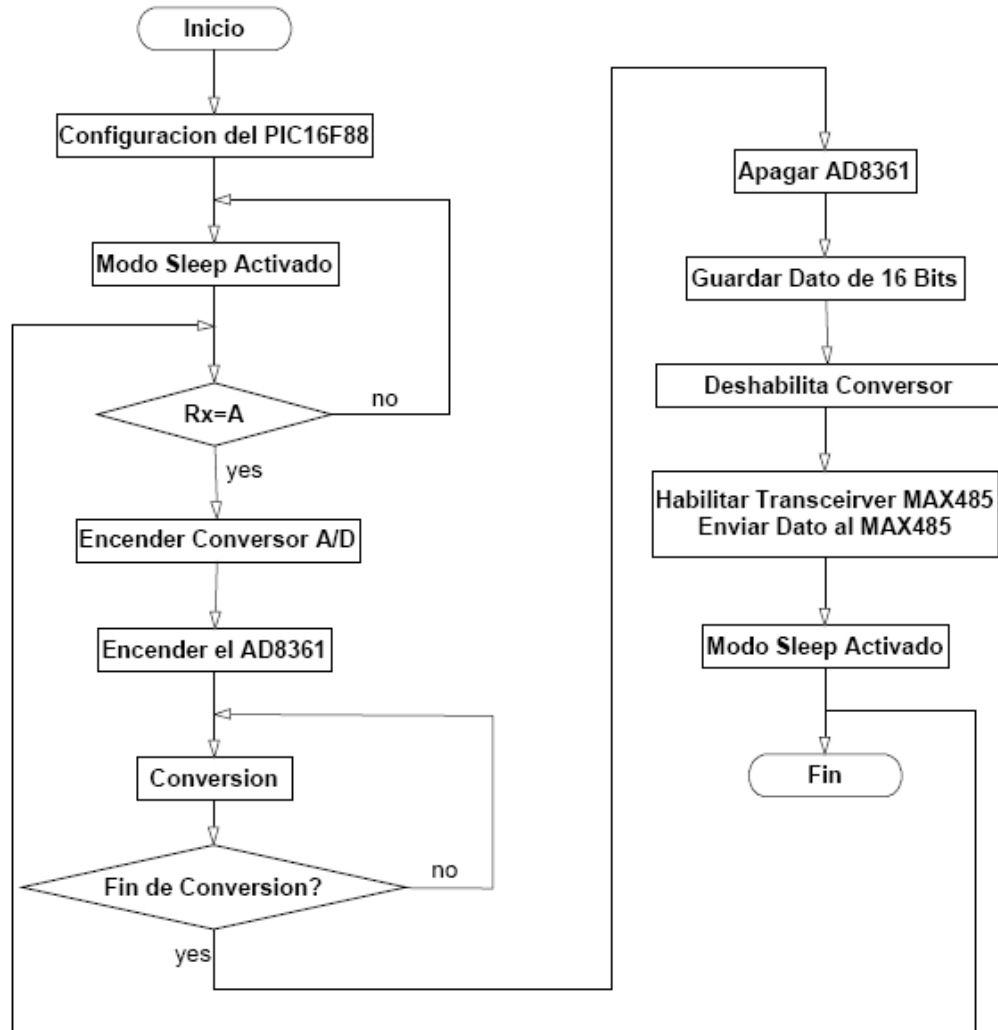 Inicio
Configuracion del PIC16F88
Modo Sleep Activado
Rx=A
no
yes
Encender Conversor A/D
Encender el AD8361
Conversion
Fin de Conversion?
no
yes
Apagar AD8361
Guardar Dato de 16 Bits
Deshabilita Conversor
Habilitar Transceirver MAX485
Enviar Dato al MAX485
Modo Sleep Activado
Fin